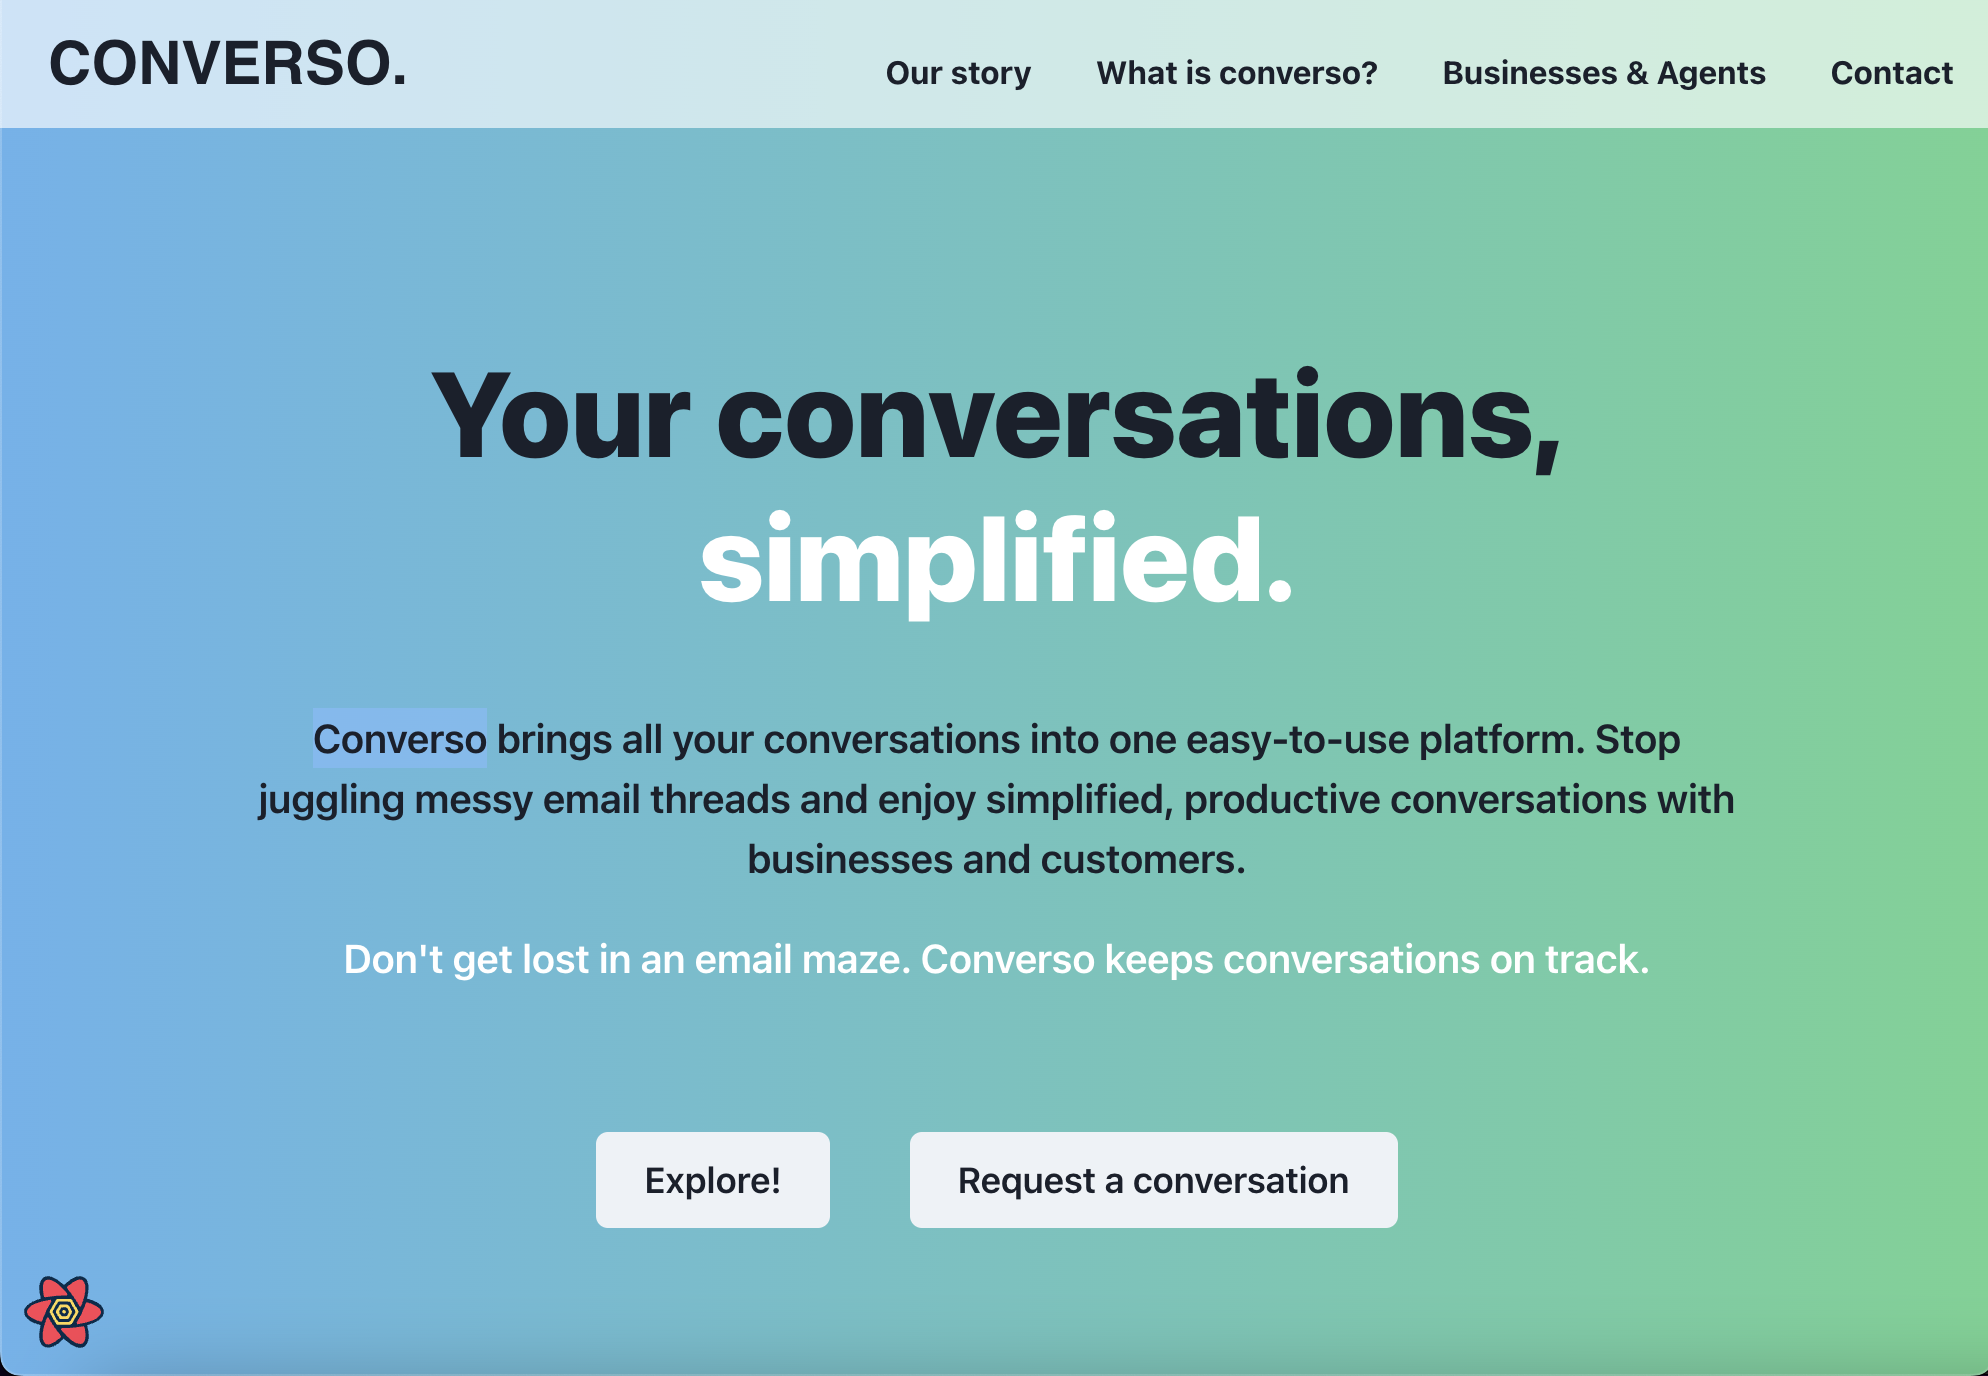 CONVERSO.
Our story
What is converso?
Businesses & Agents
Contact
Your conversations,
simplified.
Converso brings all your conversations into one easy-to-use platform. Stop
juggling messy email threads and enjoy simplified, productive conversations with
businesses and customers.
Don't get lost in an email maze. Converso keeps conversations on track.
Explore!
Request a conversation